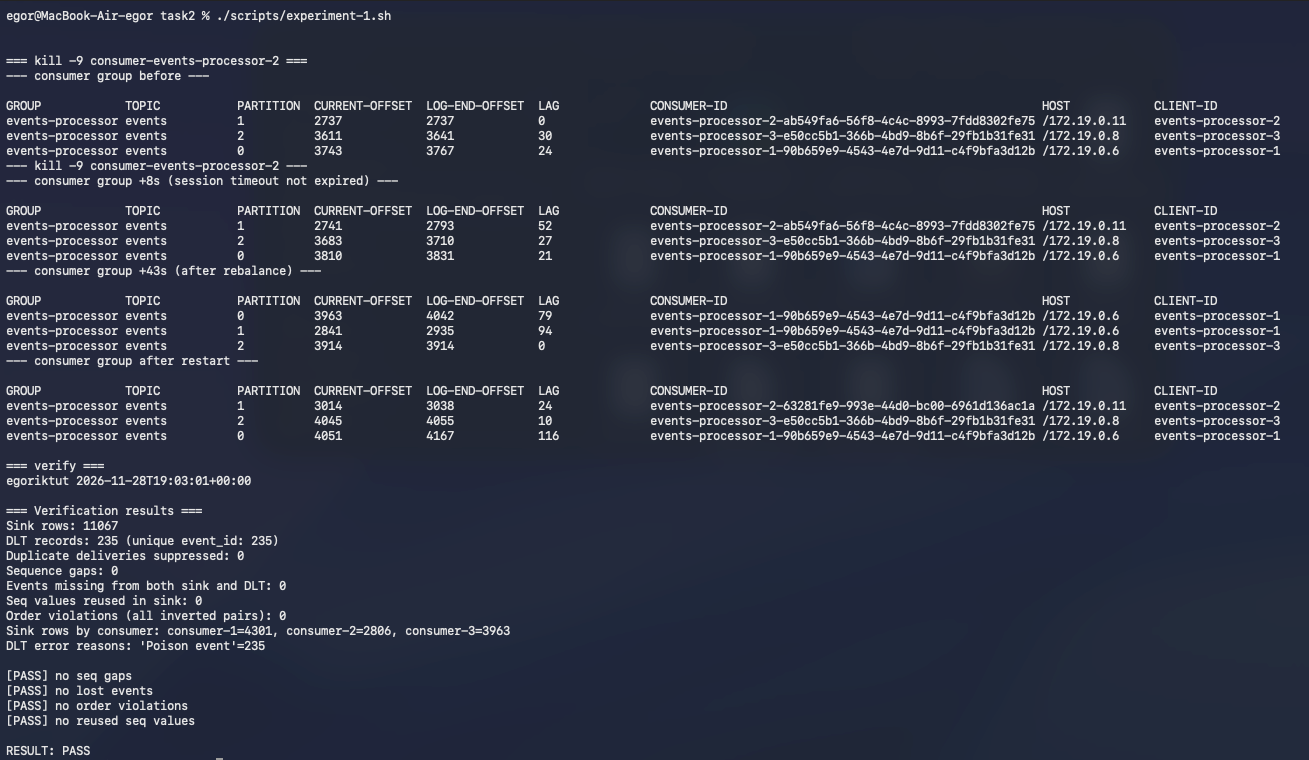 egor@MacBook-Air-egor task2 % ./scripts/experiment-1.sh
=== kill -9 consumer-events-processor-2 ===
--- consumer group before ---
GROUP TOPIC PARTITION CURRENT-OFFSET LOG-END-OFFSET LAG CONSUMER-ID HOST CLIENT-ID
events-processor events 1 2737 2737 0 events-processor-2-ab549fa6-56f8-4c4c-8993-7fdd8302fe75 /172.19.0.11 events-processor-2
events-processor events 2 3611 3641 30 events-processor-3-e50cc5b1-366b-4bd9-8b6f-29fb1b31fe31 /172.19.0.8 events-processor-3
events-processor events 0 3743 3767 24 events-processor-1-90b659e9-4543-4e7d-9d11-c4f9bfa3d12b /172.19.0.6 events-processor-1
--- kill -9 consumer-events-processor-2 ---
--- consumer group +8s (session timeout not expired) ---
GROUP TOPIC PARTITION CURRENT-OFFSET LOG-END-OFFSET LAG CONSUMER-ID HOST CLIENT-ID
events-processor events 1 2741 2793 52 events-processor-2-ab549fa6-56f8-4c4c-8993-7fdd8302fe75 /172.19.0.11 events-processor-2
events-processor events 2 3683 3710 27 events-processor-3-e50cc5b1-366b-4bd9-8b6f-29fb1b31fe31 /172.19.0.8 events-processor-3
events-processor events 0 3810 3831 21 events-processor-1-90b659e9-4543-4e7d-9d11-c4f9bfa3d12b /172.19.0.6 events-processor-1
--- consumer group +43s (after rebalance) ---
GROUP TOPIC PARTITION CURRENT-OFFSET LOG-END-OFFSET LAG CONSUMER-ID HOST CLIENT-ID
events-processor events 0 3963 4042 79 events-processor-1-90b659e9-4543-4e7d-9d11-c4f9bfa3d12b /172.19.0.6 events-processor-1
events-processor events 1 2841 2935 94 events-processor-1-90b659e9-4543-4e7d-9d11-c4f9bfa3d12b /172.19.0.6 events-processor-1
events-processor events 2 3914 3914 0 events-processor-3-e50cc5b1-366b-4bd9-8b6f-29fb1b31fe31 /172.19.0.8 events-processor-3
--- consumer group after restart ---
GROUP TOPIC PARTITION CURRENT-OFFSET LOG-END-OFFSET LAG CONSUMER-ID HOST CLIENT-ID
events-processor events 1 3014 3038 24 events-processor-2-63281fe9-993e-44d0-bc00-6961d136ac1a /172.19.0.11 events-processor-2
events-processor events 2 4045 4055 10 events-processor-3-e50cc5b1-366b-4bd9-8b6f-29fb1b31fe31 /172.19.0.8 events-processor-3
events-processor events 0 4051 4167 116 events-processor-1-90b659e9-4543-4e7d-9d11-c4f9bfa3d12b /172.19.0.6 events-processor-1
=== verify ===
egoriktut 2026-11-28T19:03:01+00:00
=== Verification results ===
Sink rows: 11067
DLT records: 235 (unique event_id: 235)
Duplicate deliveries suppressed: 0
Sequence gaps: 0
Events missing from both sink and DLT: 0
Seq values reused in sink: 0
Order violations (all inverted pairs): 0
Sink rows by consumer: consumer-1=4301, consumer-2=2806, consumer-3=3963
DLT error reasons: 'Poison event'=235
[PASS] no seq gaps
[PASS] no lost events
[PASS] no order violations
[PASS] no reused seq values
RESULT: PASS